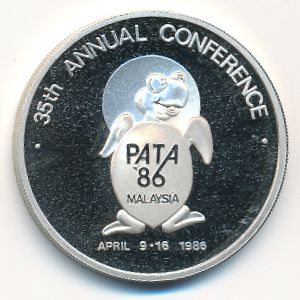 35th ANNUAL CONFERENCE
PATA
'86
MALAYSIA
APRIL 9-16 1986